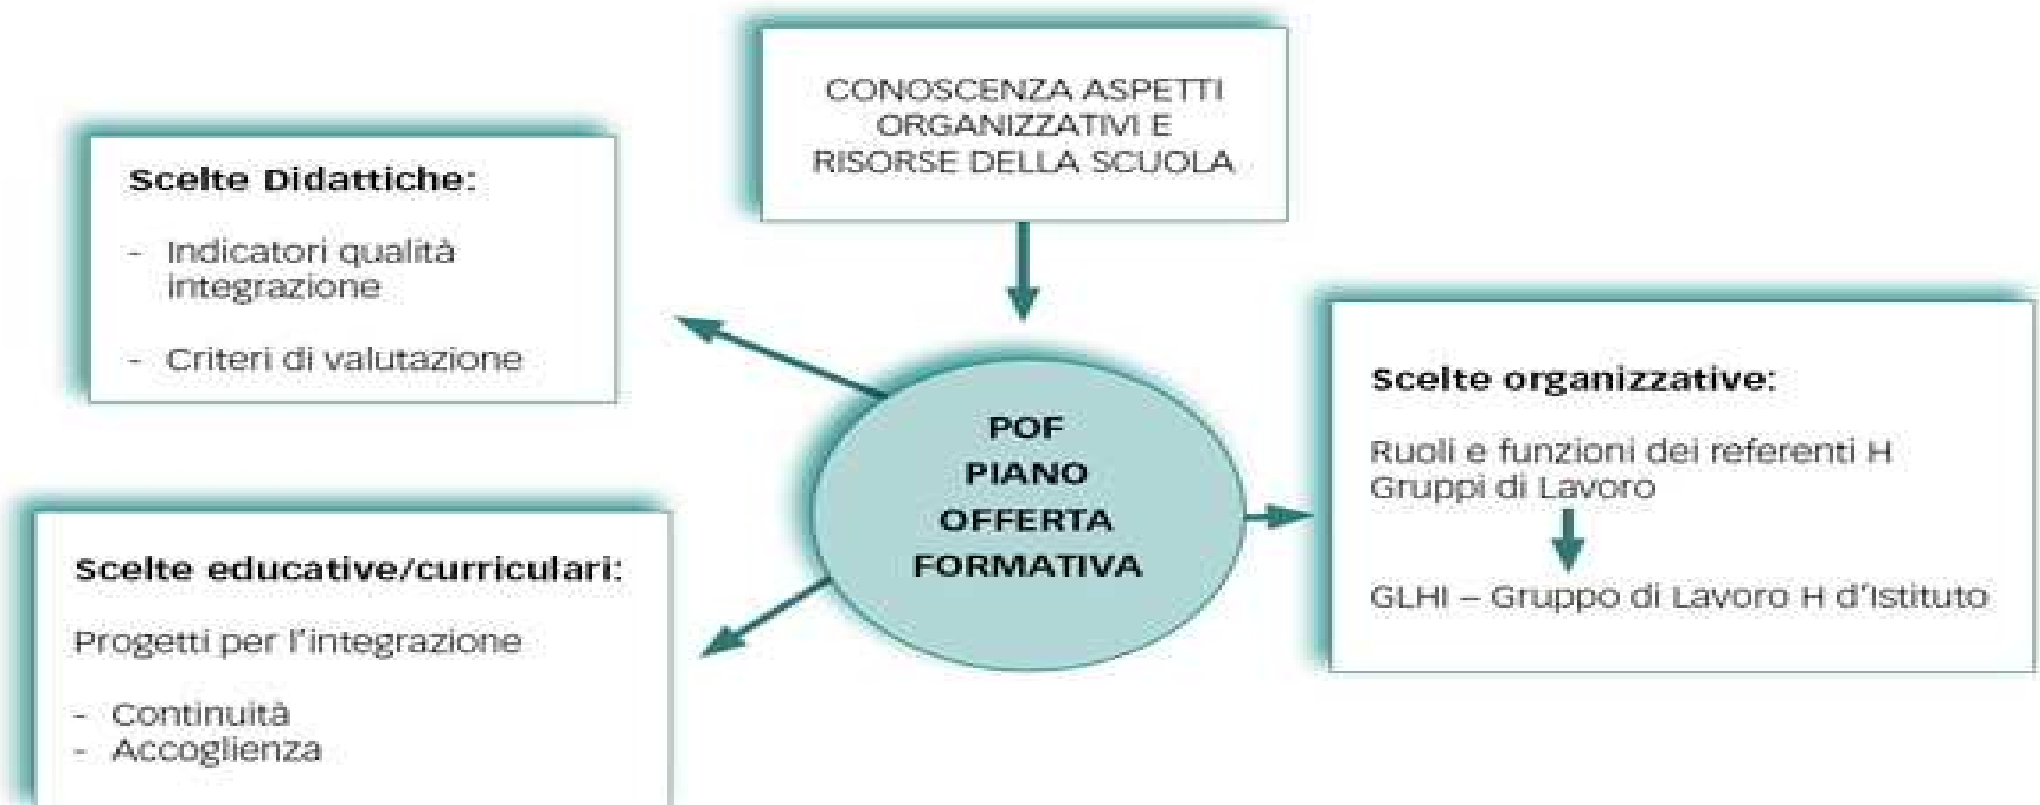 CONOSCENZA ASPETTI
ORGANIZZATIVI E
RISORSE DELLA SCUOLA
Scelte Didattiche:
- Indicatori qualità
integrazione
- Criteri di valutazione
POF
PIANO
OFFERTA
FORMATIVA
Scelte organizzative:
Ruoli e funzioni dei referenti H
Gruppi di Lavoro
GLHI – Gruppo di Lavoro H d'Istituto
Scelte educative/curriculari:
Progetti per l'integrazione
- Continuità
- Accoglienza